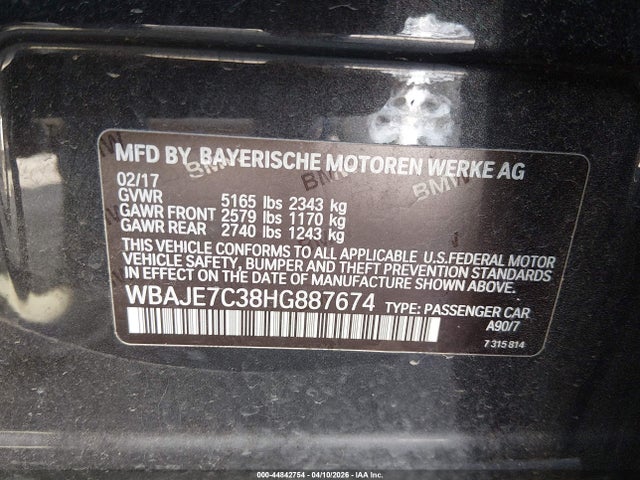 MFD BY BAYERISCHE MOTOREN WERKE AG
02/17
GVWR 5165 lbs 2343 kg
GAWR FRONT 2579 lbs 1170 kg
GAWR REAR 2740 lbs 1243 kg
THIS VEHICLE CONFORMS TO ALL APPLICABLE U.S.FEDERAL MOTOR
VEHICLE SAFETY, BUMPER AND THEFT PREVENTION STANDARDS
IN EFFECT ON THE DATE OF MANUFACTURE SHOWN ABOVE.
WBAJE7C38HG887674 TYPE: PASSENGER CAR
A90/7
7 315 814
000-44842754 - 04/10/2026 - IAA Inc.